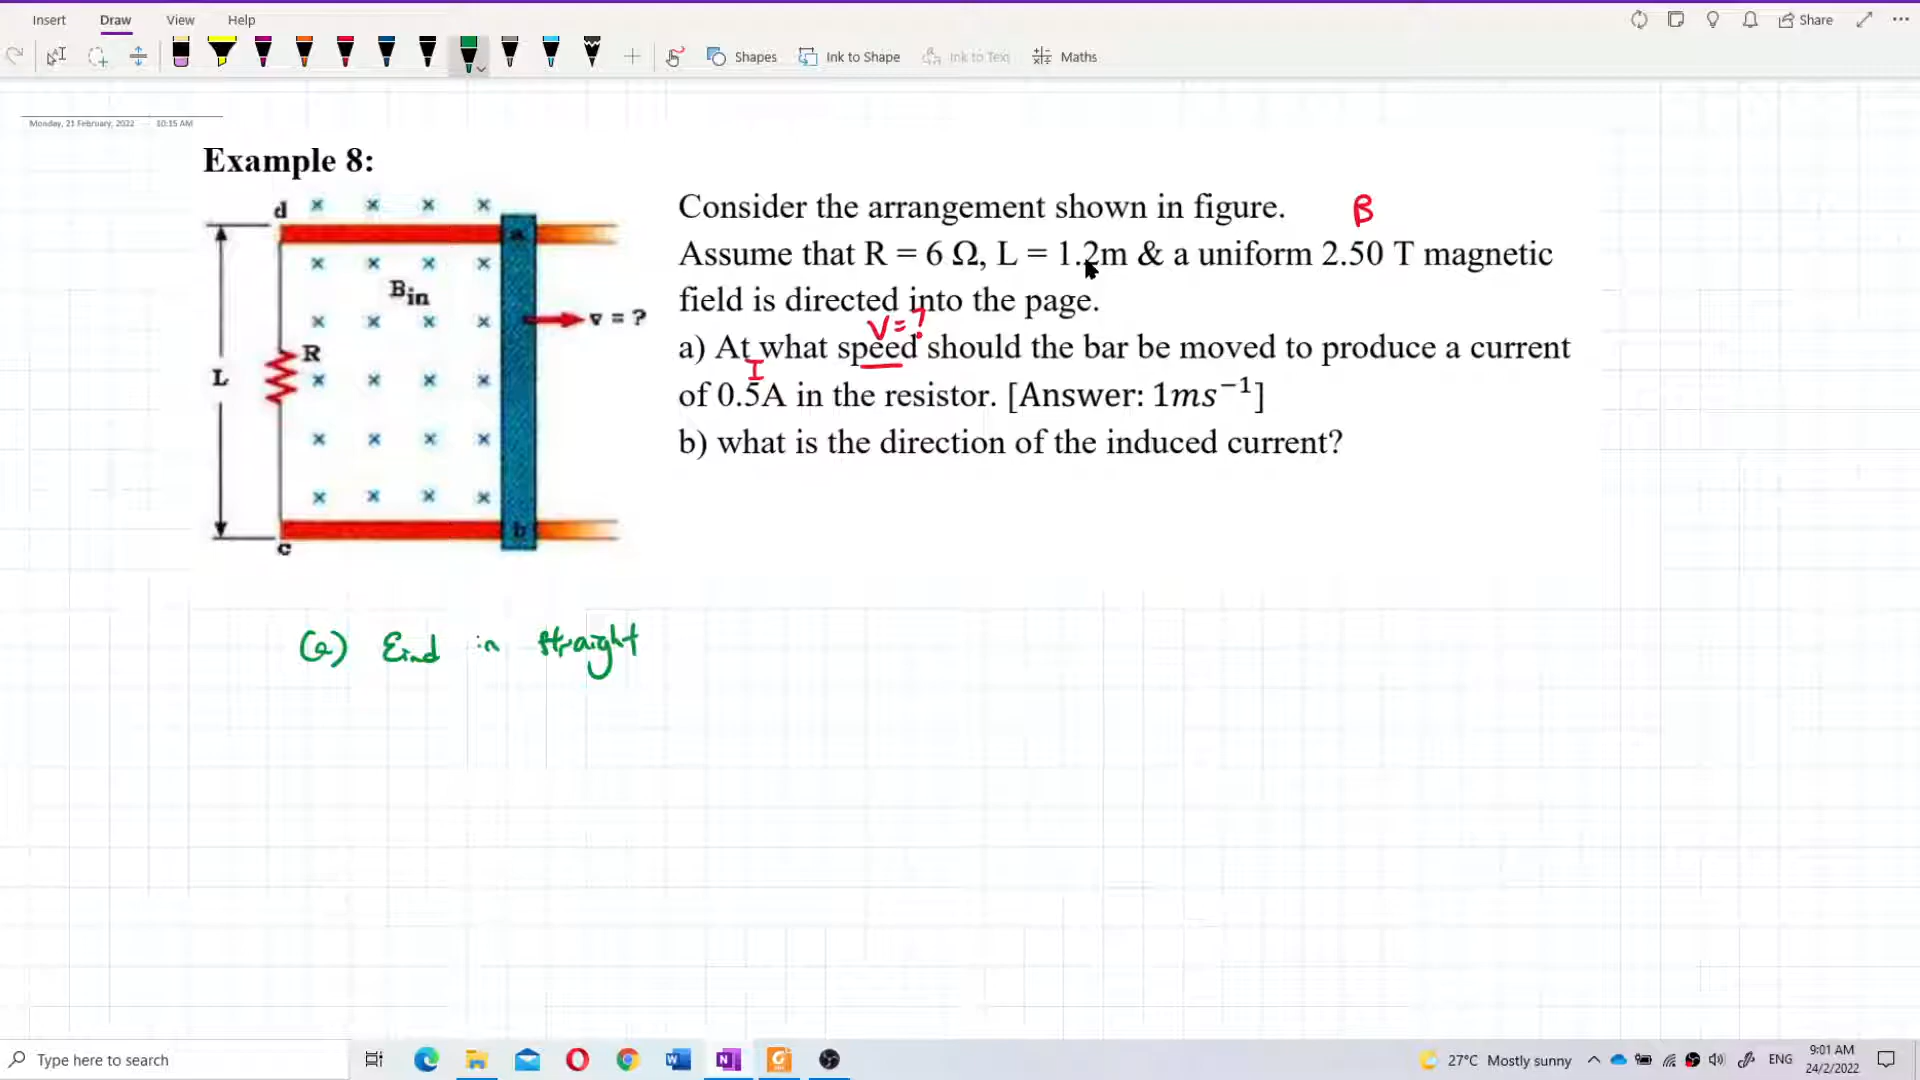 Insert Draw View Help
Share
Shapes Ink to Shape Ink to Text Maths
Monday, 21 February, 2022 10:15 AM
Example 8:
d
a
B in
v = ?
R
L
b
c
Consider the arrangement shown in figure.
B
Assume that R = 6 Ω, L = 1.2m & a uniform 2.50 T magnetic
field is directed into the page.
v = ?
a) At what speed should the bar be moved to produce a current
I
of 0.5A in the resistor. [Answer: 1ms⁻¹]
b) what is the direction of the induced current?
(a) Eind in straight
Type here to search
27°C Mostly sunny
ENG
9:01 AM
24/2/2022